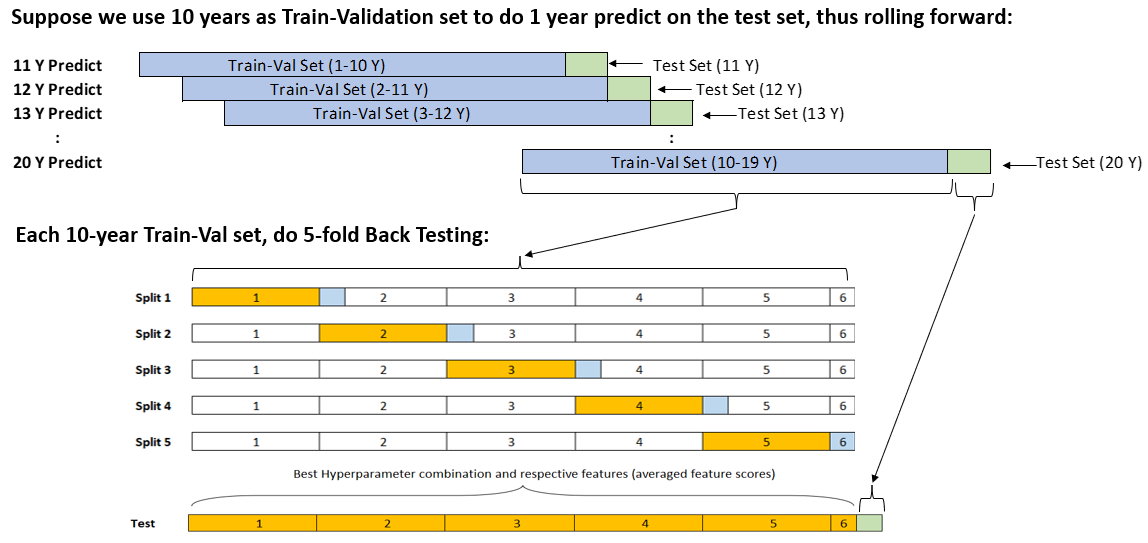 Suppose we use 10 years as Train-Validation set to do 1 year predict on the test set, thus rolling forward:
11 Y Predict Train-Val Set (1-10 Y) Test Set (11 Y)
12 Y Predict Train-Val Set (2-11 Y) Test Set (12 Y)
13 Y Predict Train-Val Set (3-12 Y) Test Set (13 Y)
: :
20 Y Predict Train-Val Set (10-19 Y) Test Set (20 Y)
Each 10-year Train-Val set, do 5-fold Back Testing:
Split 1 1 2 3 4 5 6
Split 2 1 2 3 4 5 6
Split 3 1 2 3 4 5 6
Split 4 1 2 3 4 5 6
Split 5 1 2 3 4 5 6
Best Hyperparameter combination and respective features (averaged feature scores)
Test 1 2 3 4 5 6